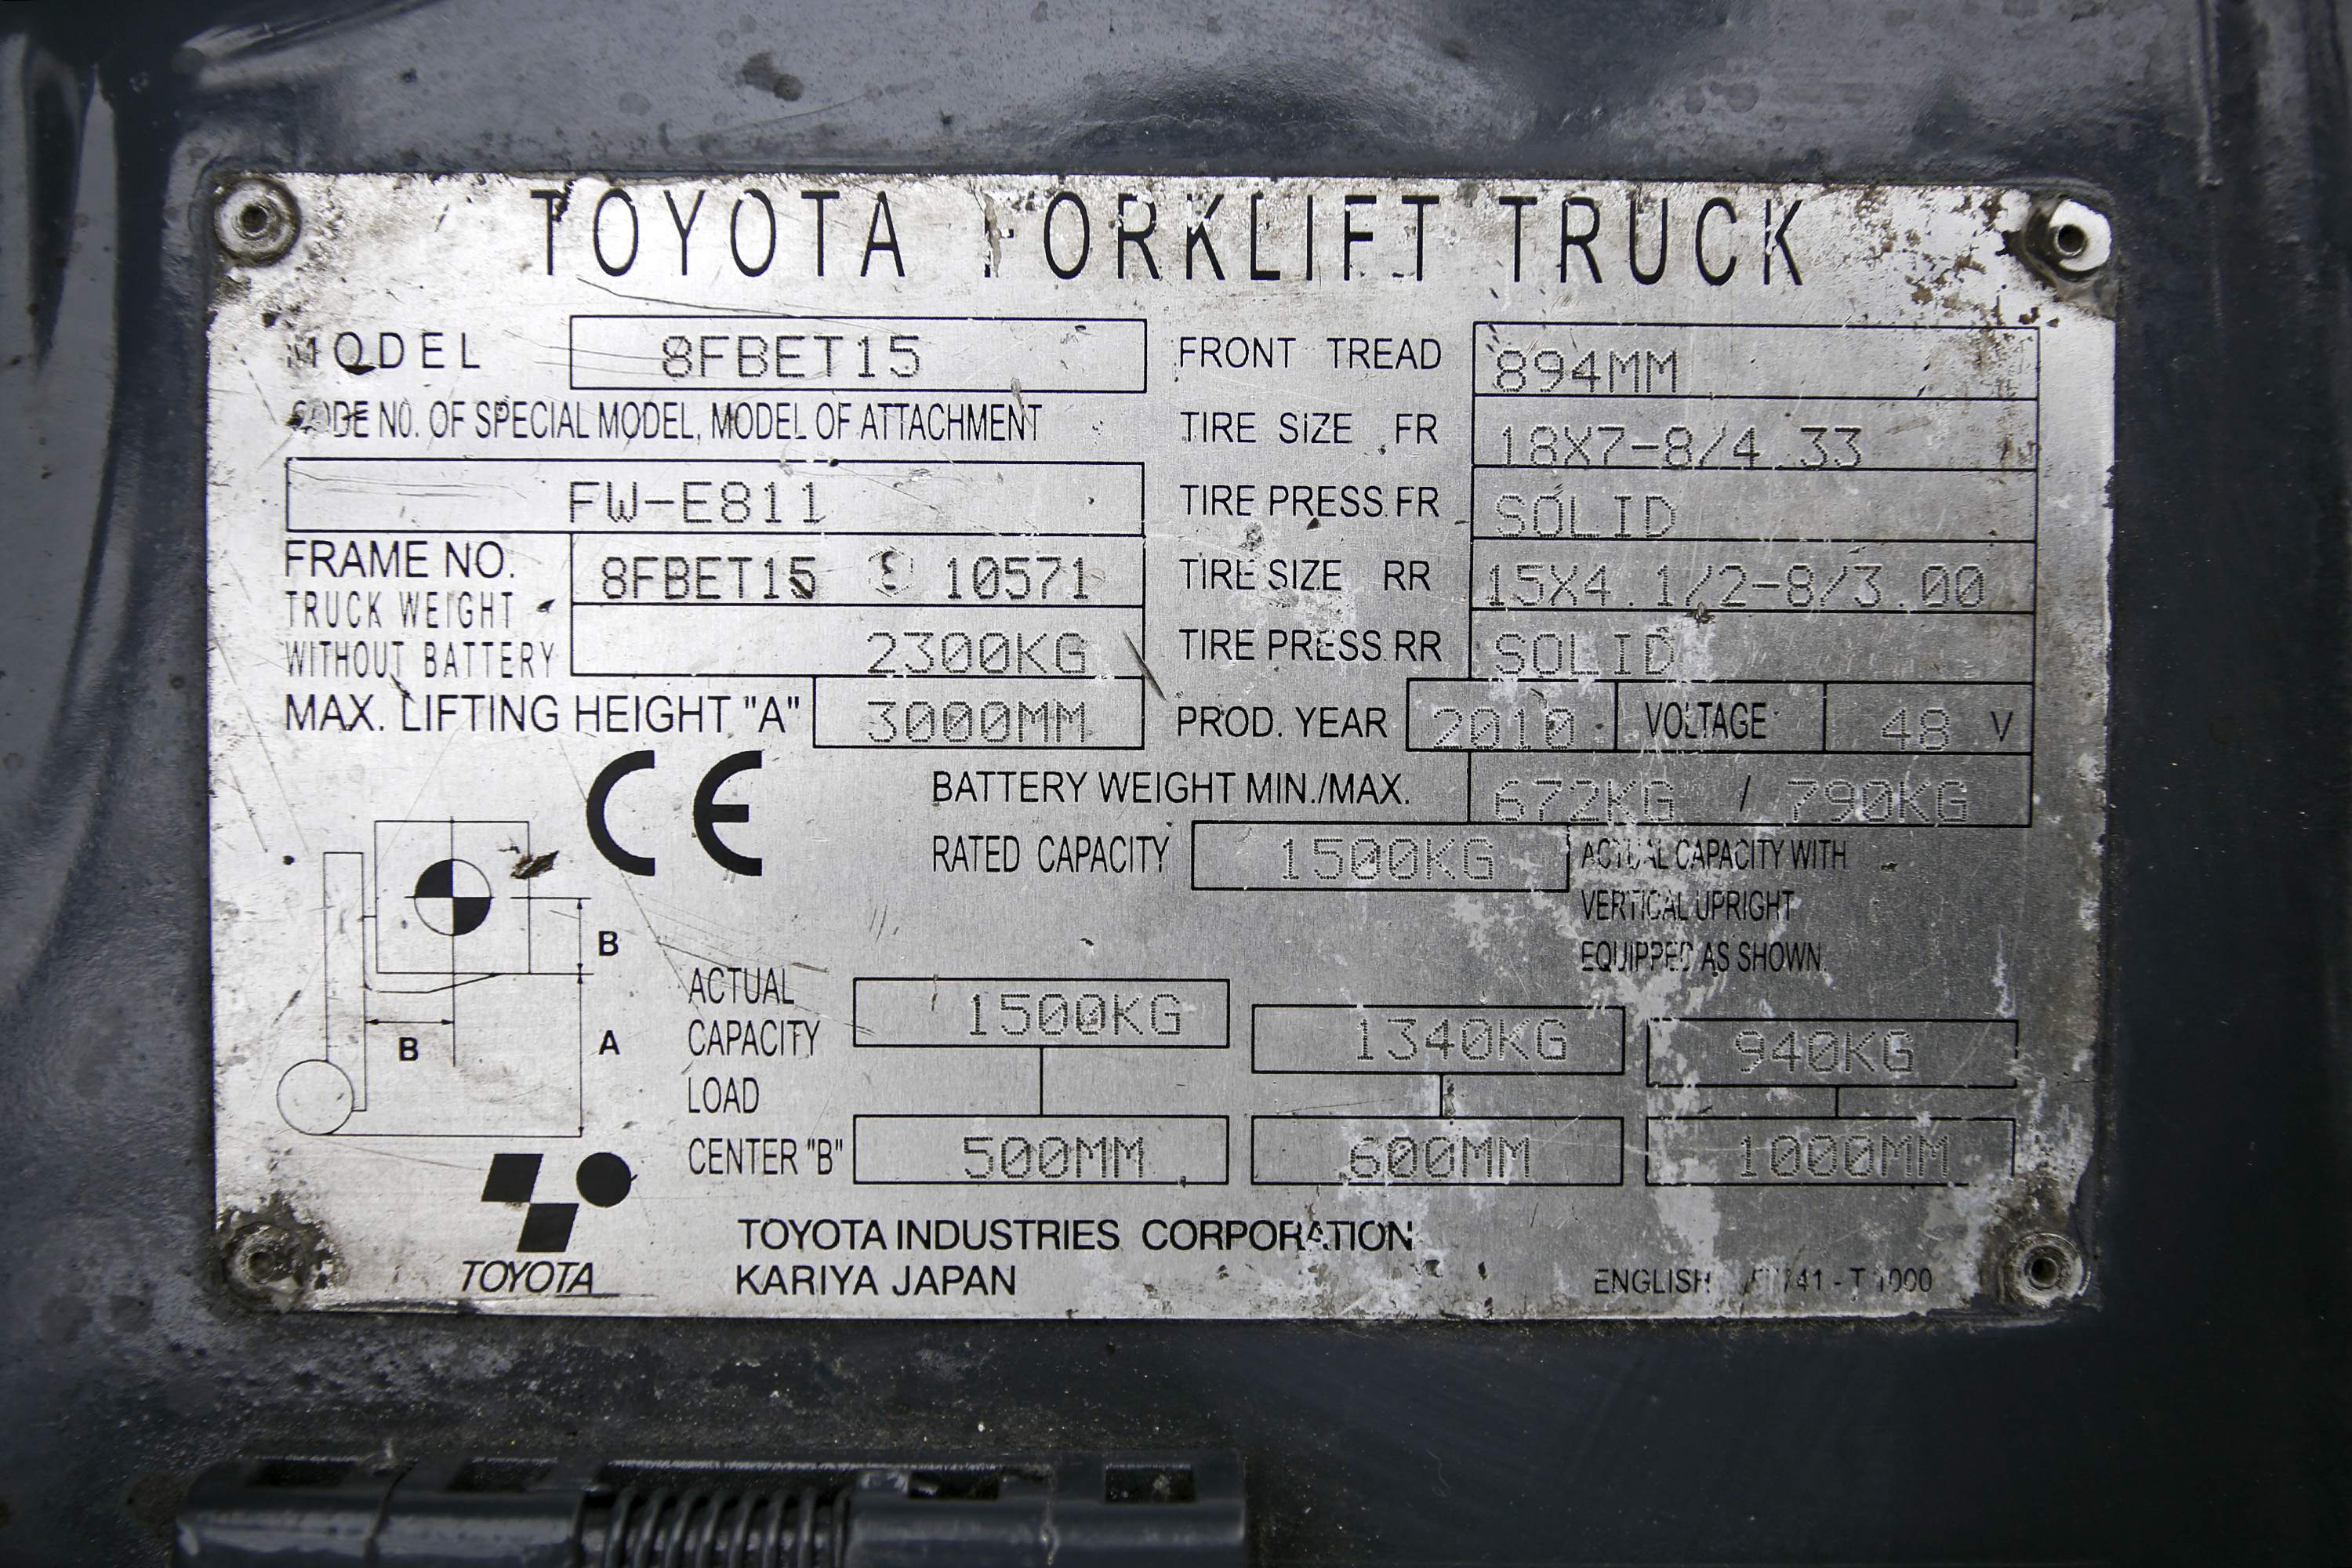 TOYOTA FORKLIFT TRUCK
MODEL 8FBET15
CODE NO. OF SPECIAL MODEL, MODEL OF ATTACHMENT
FW-E811
FRAME NO. 8FBET15 E 10571
TRUCK WEIGHT
WITHOUT BATTERY 2300KG
MAX. LIFTING HEIGHT "A" 3000MM
FRONT TREAD 894MM
TIRE SIZE FR 18X7-8/4.33
TIRE PRESS. FR SOLID
TIRE SIZE RR 15X4.1/2-8/3.00
TIRE PRESS. RR SOLID
PROD. YEAR 2010 VOLTAGE 48 V
CE
BATTERY WEIGHT MIN./MAX. 672KG / 790KG
RATED CAPACITY 1500KG
ACTUAL CAPACITY WITH
VERTICAL UPRIGHT
EQUIPPED AS SHOWN.
B
B
A
ACTUAL
CAPACITY 1500KG 1340KG 940KG
LOAD
CENTER "B" 500MM 600MM 1000MM
TOYOTA
TOYOTA INDUSTRIES CORPORATION
KARIYA JAPAN
ENGLISH